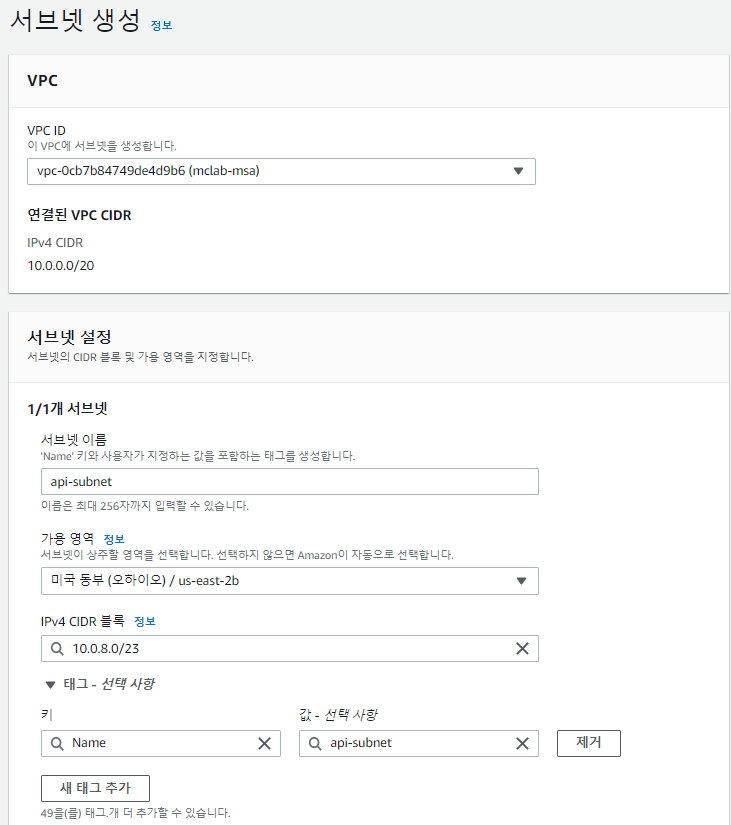 서브넷 생성 정보
VPC
VPC ID
이 VPC에 서브넷을 생성합니다.
vpc-0cb7b84749de4d9b6 (mclab-msa)
연결된 VPC CIDR
IPv4 CIDR
10.0.0.0/20
서브넷 설정
서브넷의 CIDR 블록 및 가용 영역을 지정합니다.
1/1개 서브넷
서브넷 이름
'Name' 키와 사용자가 지정하는 값을 포함하는 태그를 생성합니다.
api-subnet
이름은 최대 256자까지 입력할 수 있습니다.
가용 영역 정보
서브넷이 상주할 영역을 선택합니다. 선택하지 않으면 Amazon이 자동으로 선택합니다.
미국 동부 (오하이오) / us-east-2b
IPv4 CIDR 블록 정보
10.0.8.0/23
태그 - 선택 사항
키 값 - 선택 사항
Name api-subnet 제거
새 태그 추가
49을(를) 태그.개 더 추가할 수 있습니다.